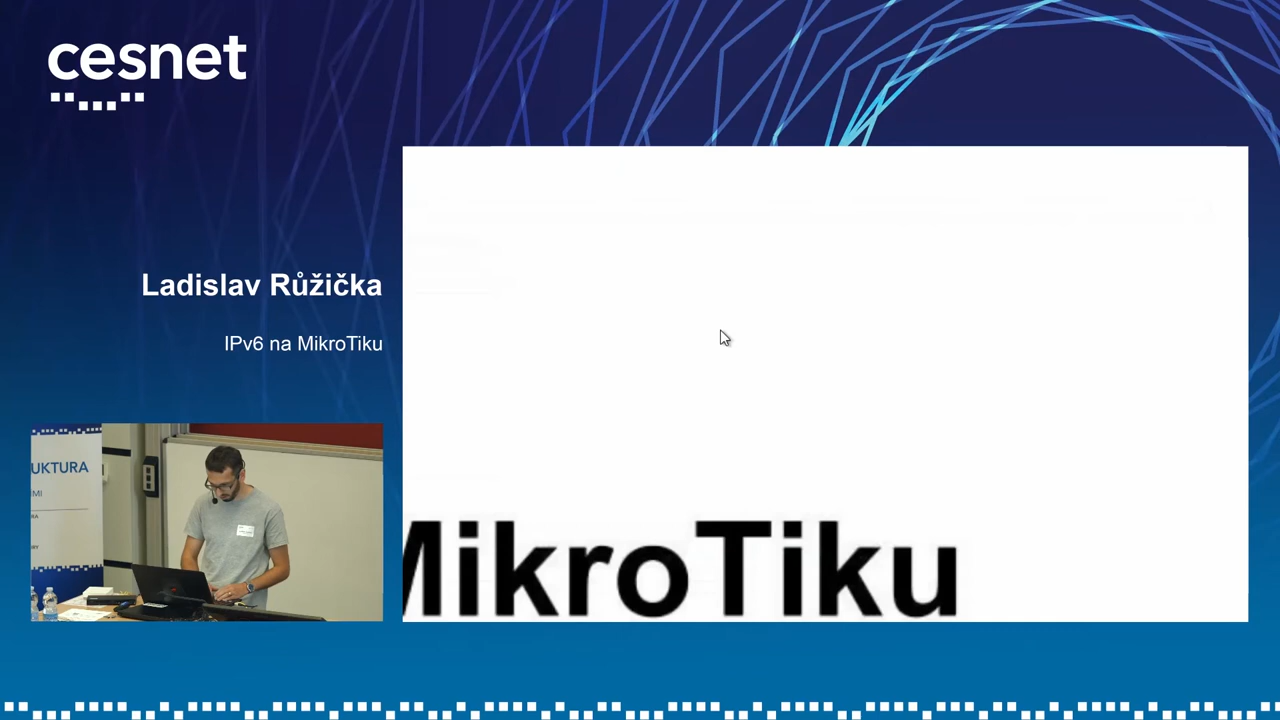 cesnet
Ladislav Růžička
IPv6 na MikroTiku
UKTURA
MikroTiku